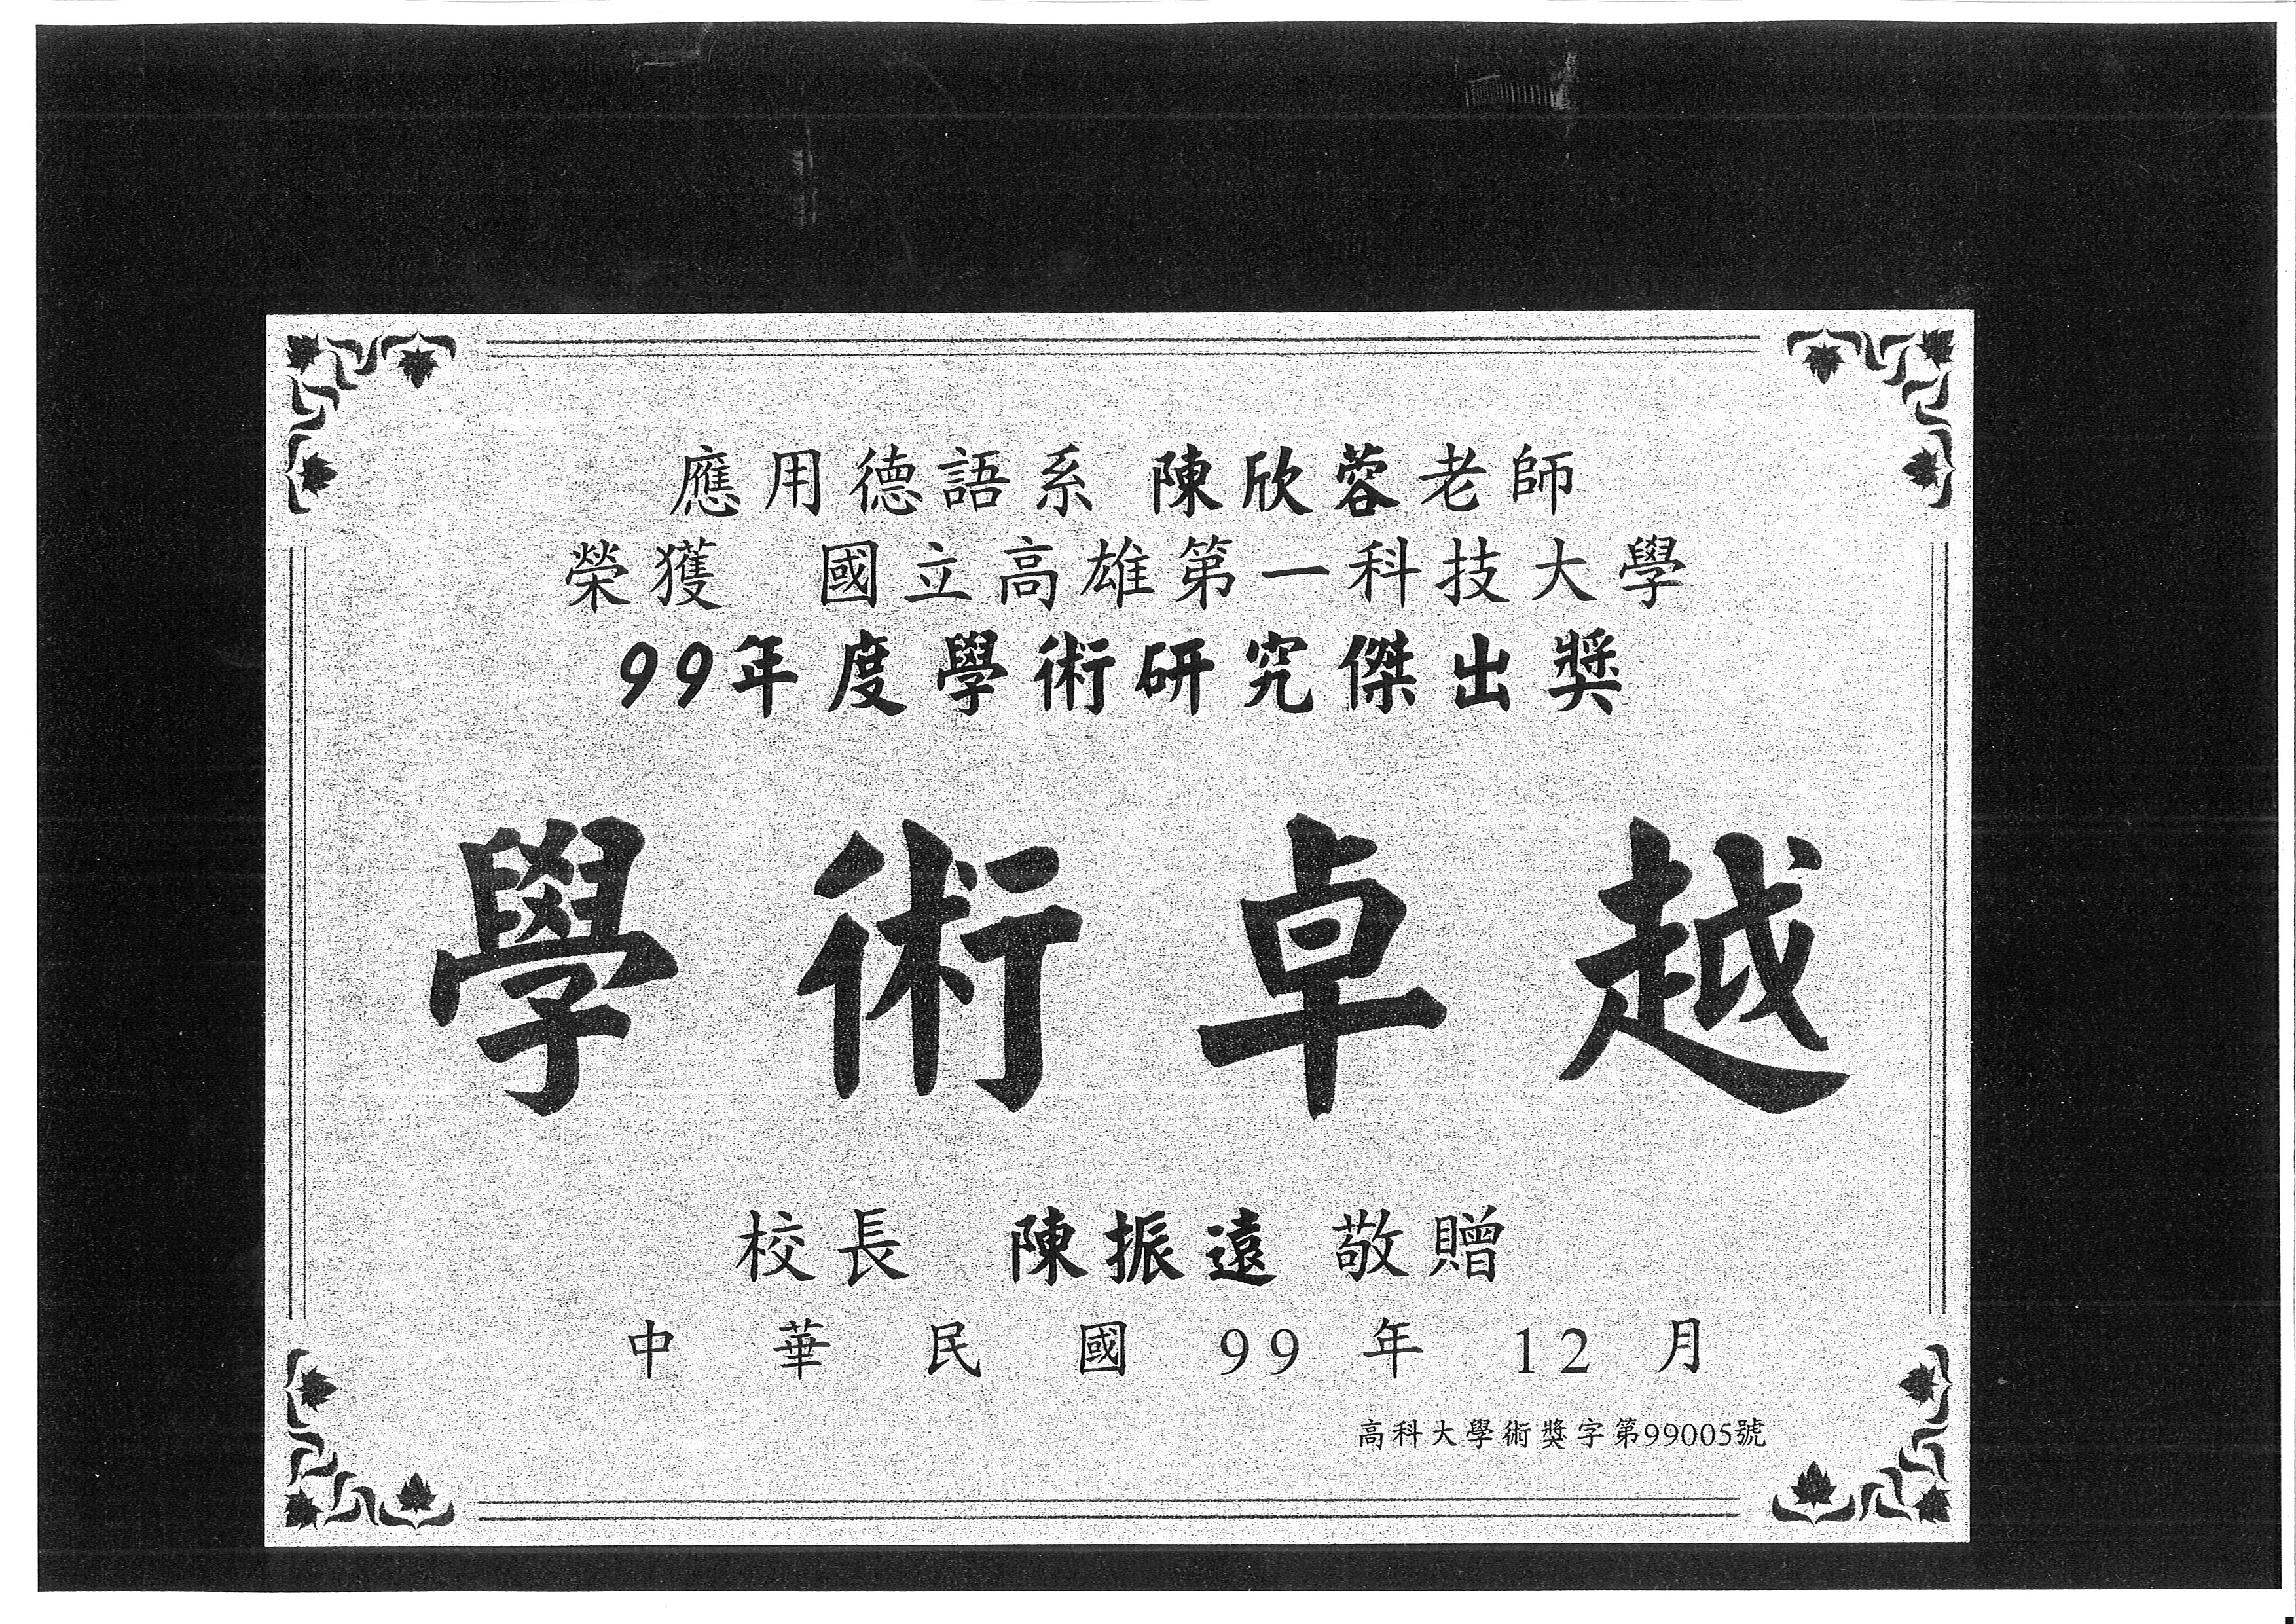 應用德語系 陳欣蓉老師
榮獲 國立高雄第一科技大學
99年度學術研究傑出獎
學術卓越
校長 陳振遠 敬贈
中華民國 99 年 12 月
高科大學術獎字第99005號